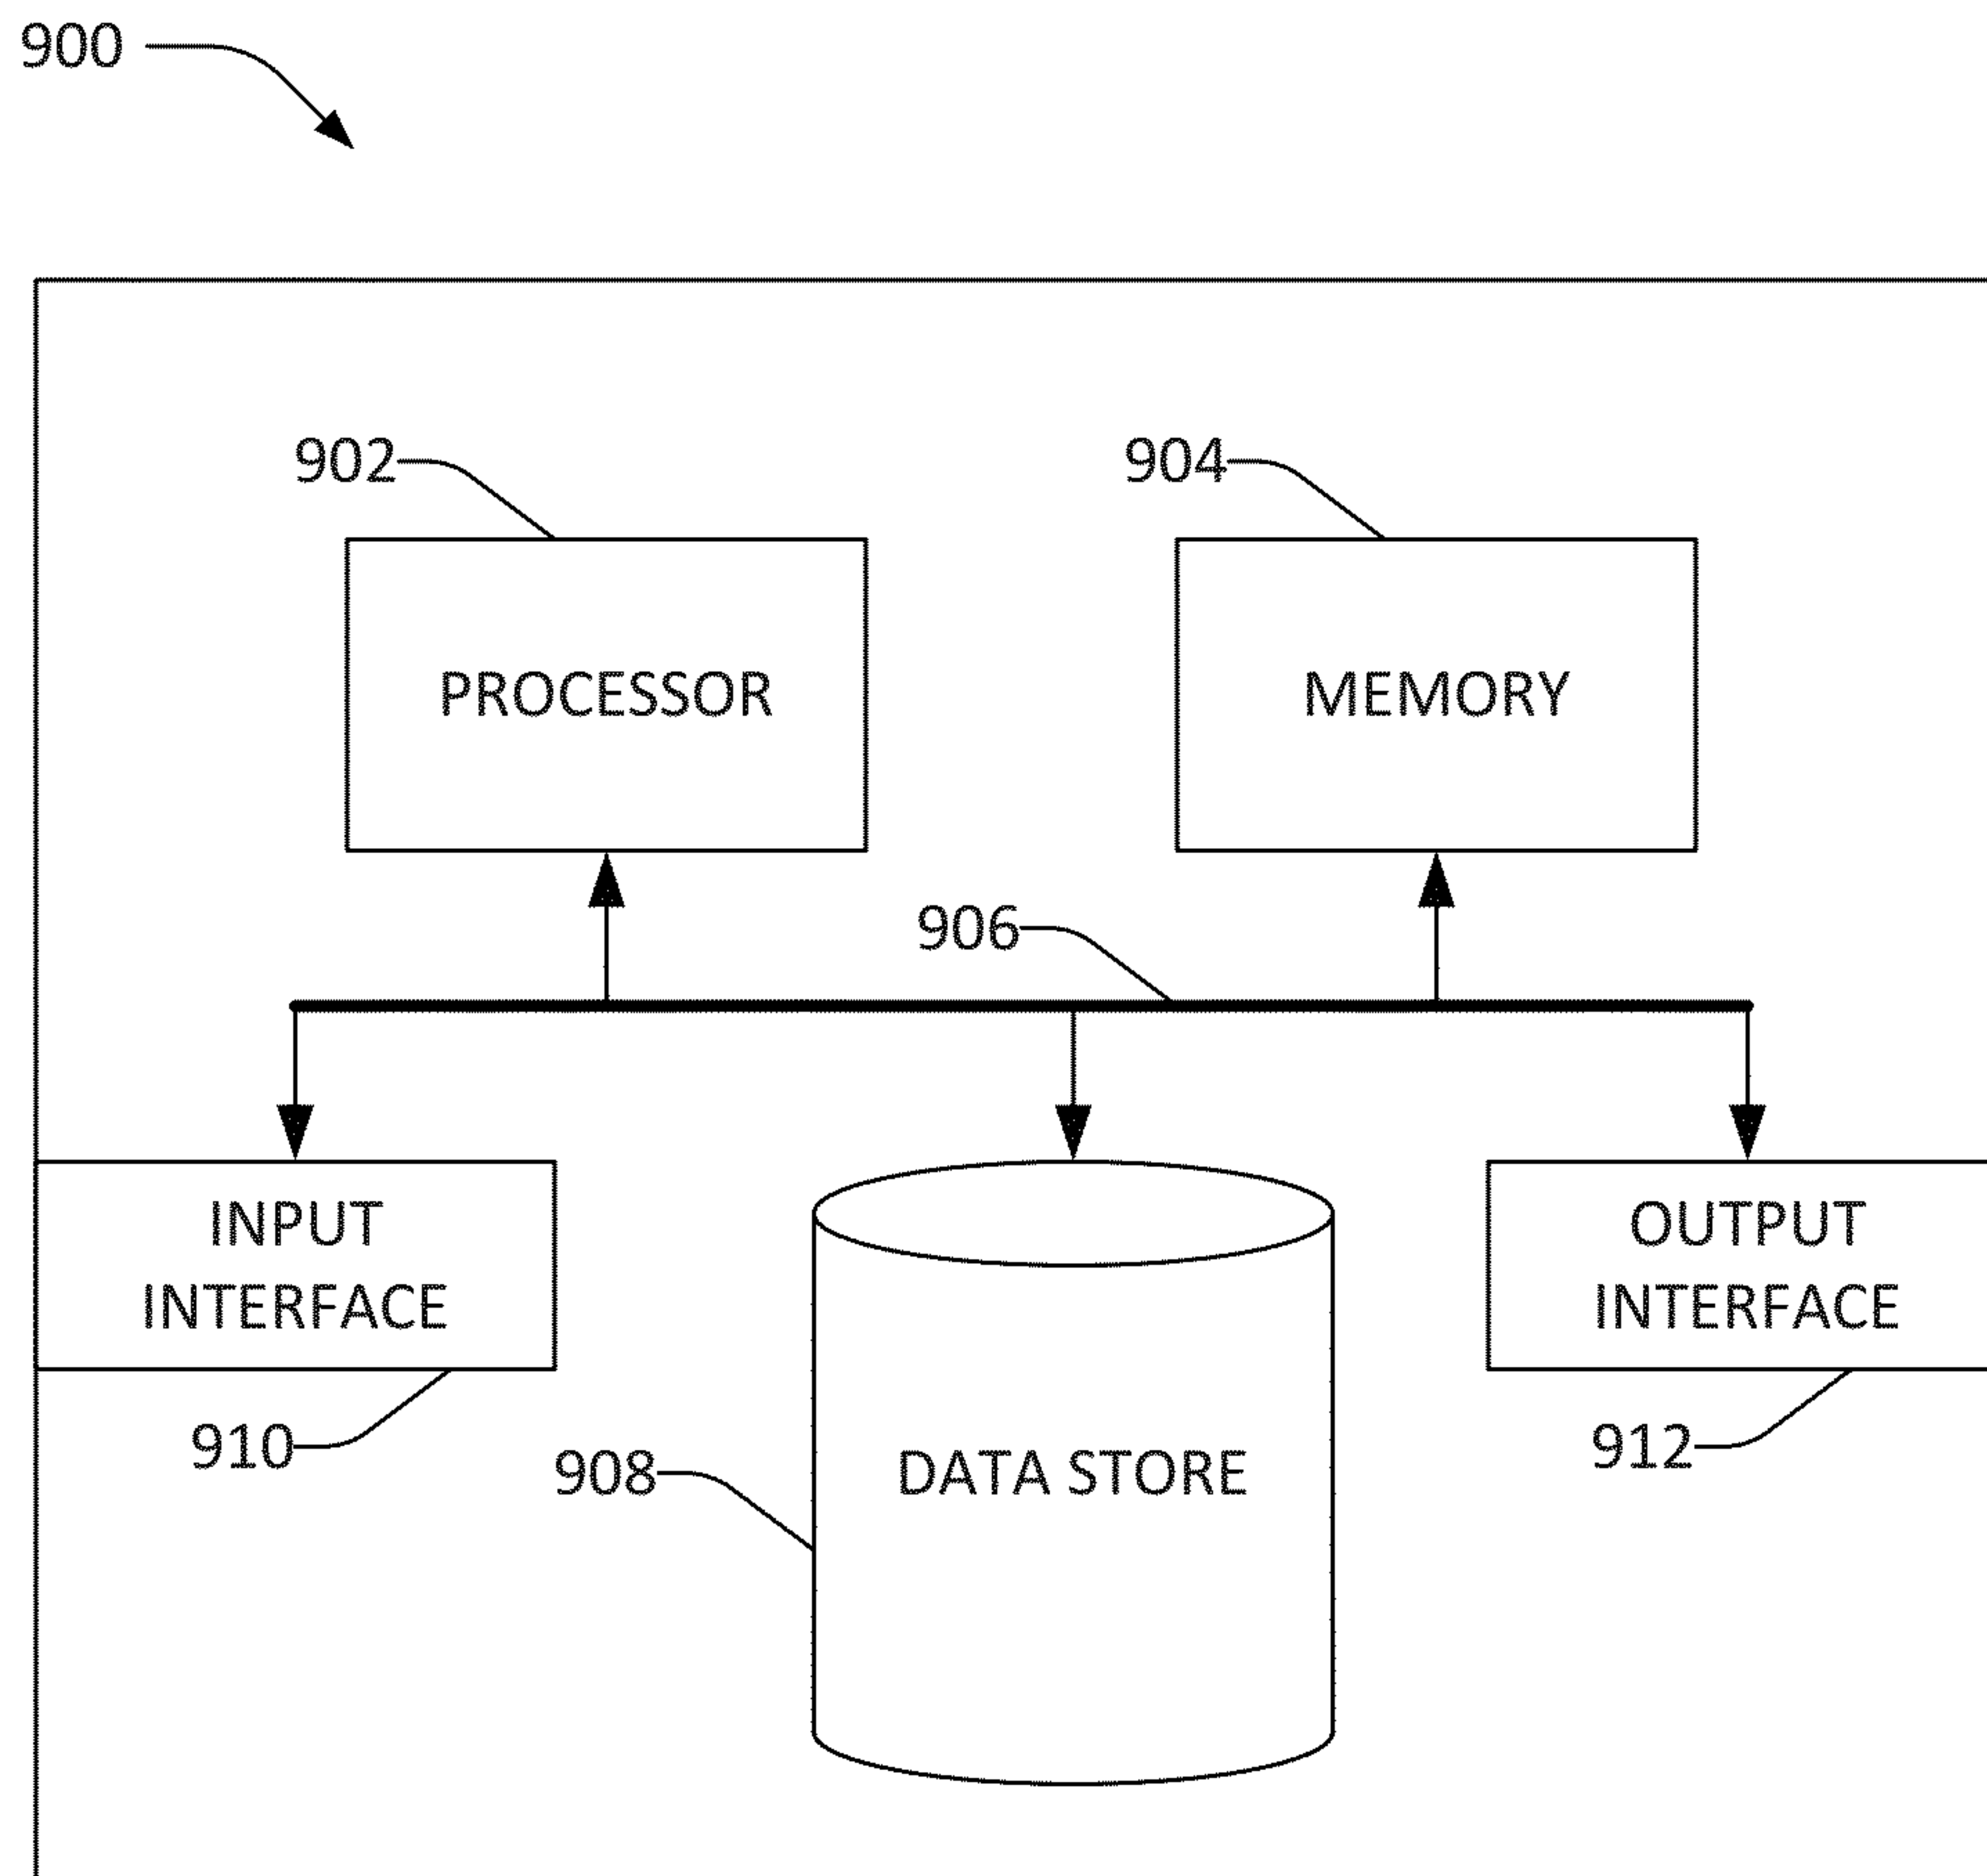 900
902
904
PROCESSOR
MEMORY
906
INPUT
INTERFACE
OUTPUT
INTERFACE
910
908
DATA STORE
912